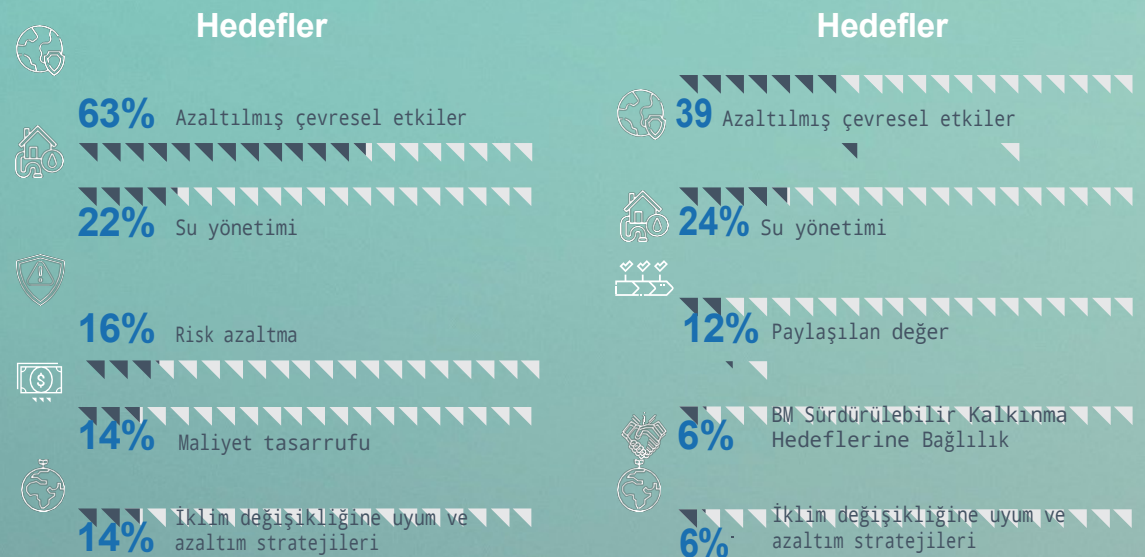 Hedefler
63% Azaltılmış çevresel etkiler
22% Su yönetimi
16% Risk azaltma
14% Maliyet tasarrufu
14% İklim değişikliğine uyum ve
azaltım stratejileri
Hedefler
39 Azaltılmış çevresel etkiler
24% Su yönetimi
12% Paylaşılan değer
6% BM Sürdürülebilir Kalkınma
Hedeflerine Bağlılık
6% İklim değişikliğine uyum ve
azaltım stratejileri